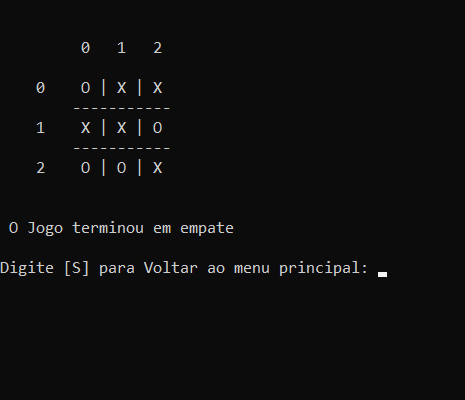 0 1 2
0 O | X | X
-----------
1 X | X | O
-----------
2 O | O | X
O Jogo terminou em empate
Digite [S] para Voltar ao menu principal: